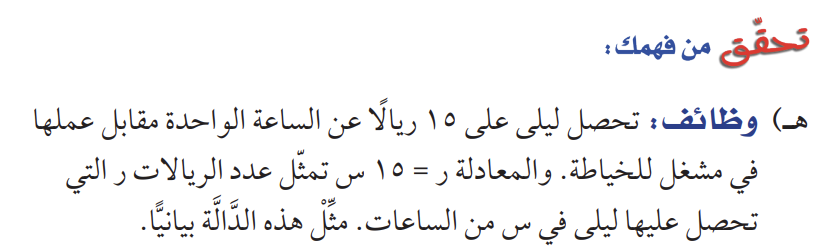 تحقّق من فهمك:
هـ) وظائف: تحصل ليلى على ١٥ ريالًا عن الساعة الواحدة مقابل عملها
في مشغل للخياطة. والمعادلة ر = ١٥ س تمثّل عدد الريالات ر التي
تحصل عليها ليلى في س من الساعات. مثِّلْ هذه الدَّالَّة بيانيًّا.